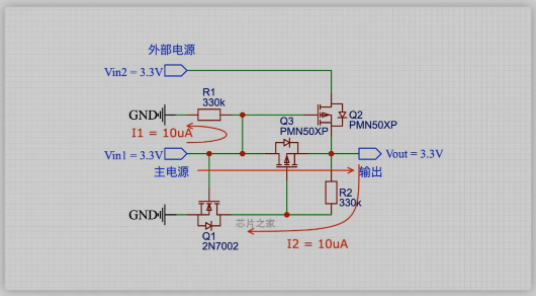 外部电源
Vin2 = 3.3V
R1
330k
GND
I1 = 10uA
Q3
PMN50XP
Q2
PMN50XP
Vin1 = 3.3V
Vout = 3.3V
主电源
输出
R2
330k
GND
芯片之家
Q1
2N7002
I2 = 10uA